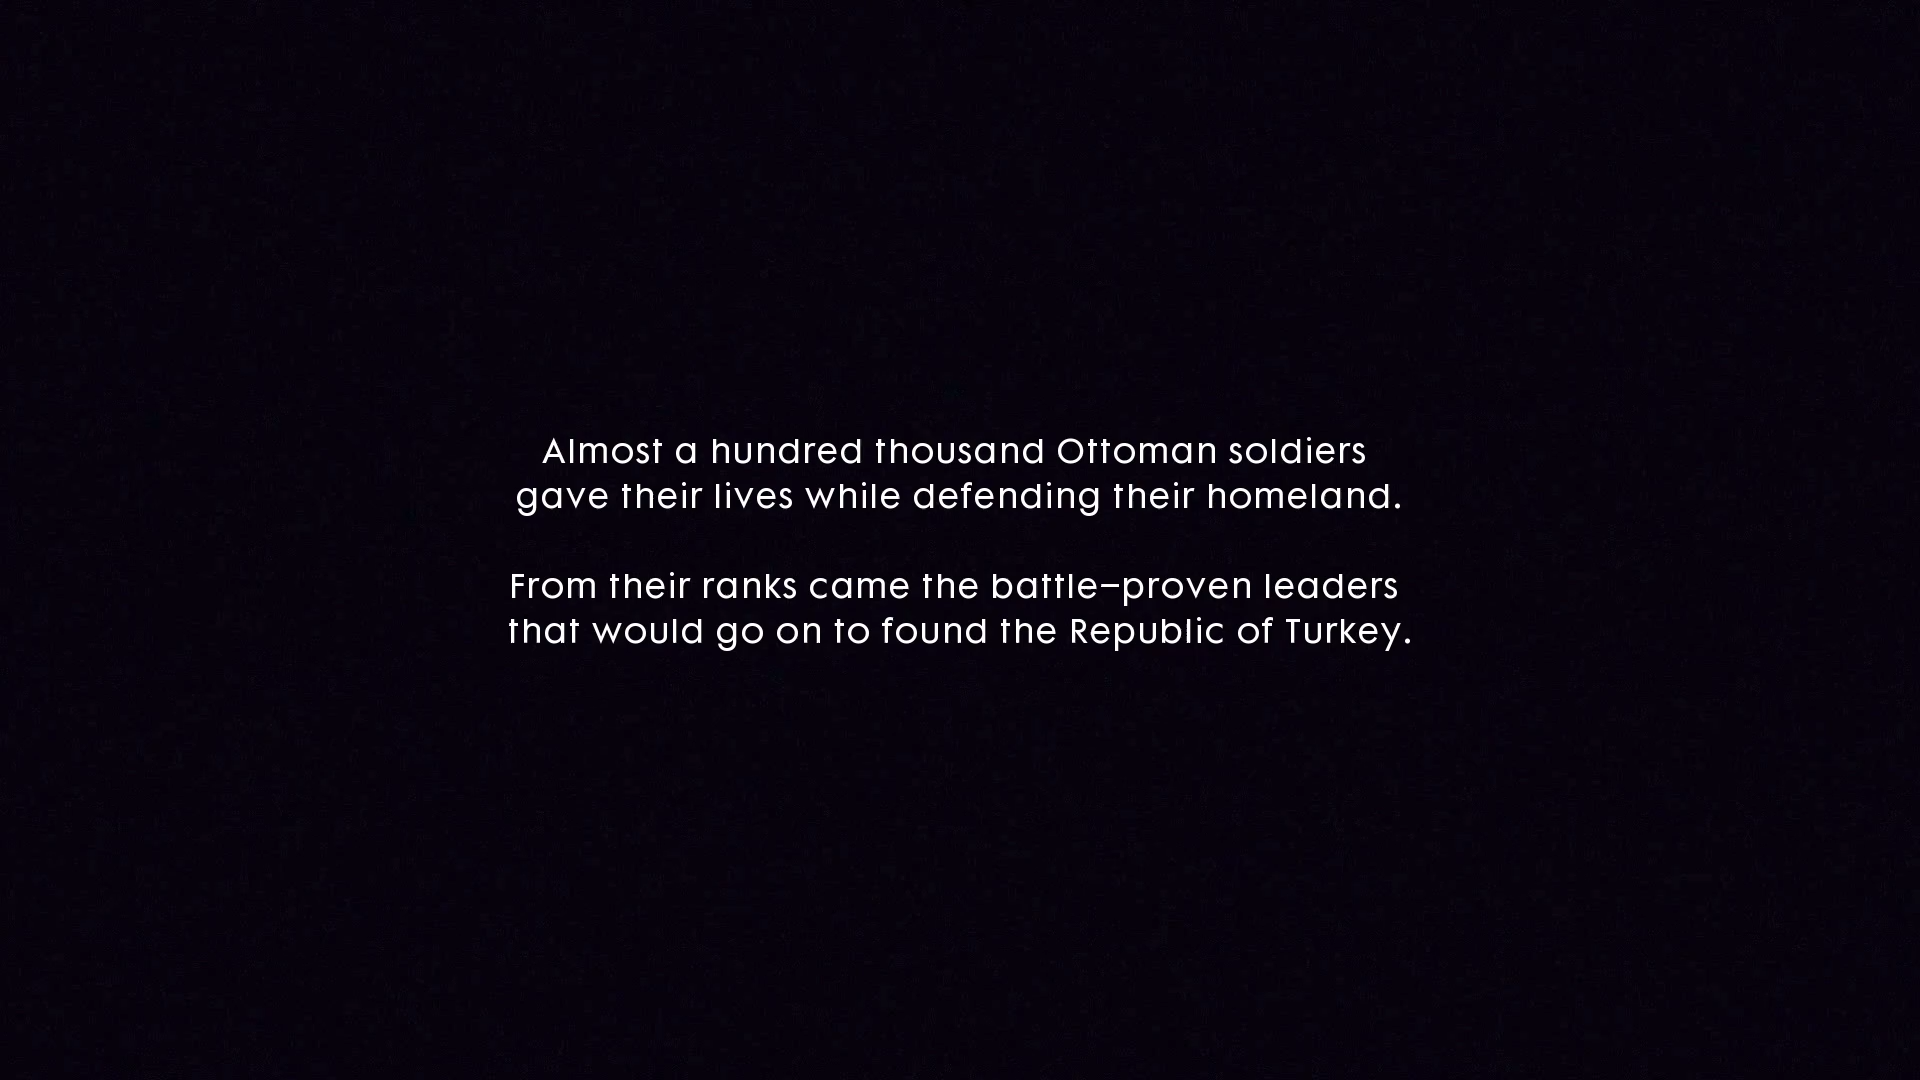 Almost a hundred thousand Ottoman soldiers
gave their lives while defending their homeland.
From their ranks came the battle-proven leaders
that would go on to found the Republic of Turkey.